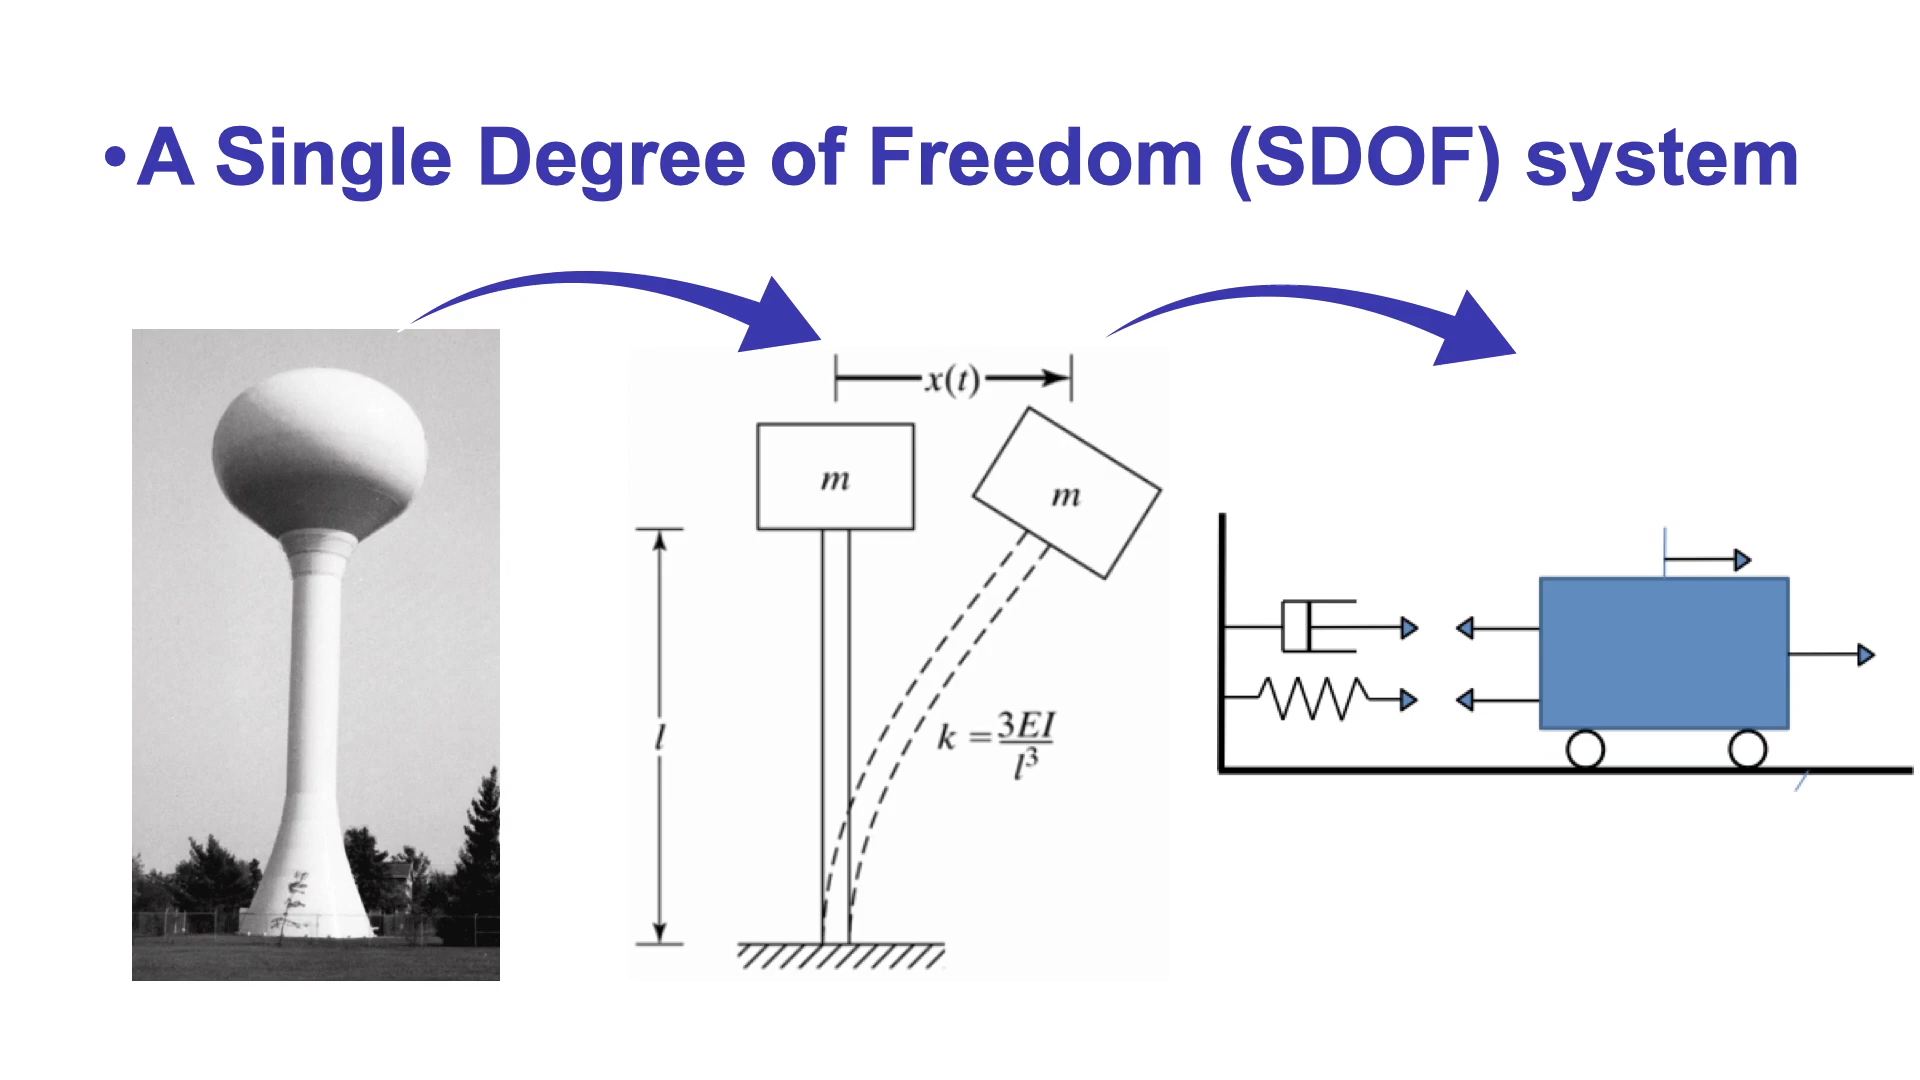 •A Single Degree of Freedom (SDOF) system
x(t)
m
m
l
k = 3EI/l³